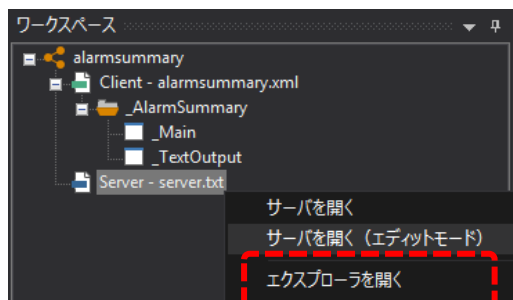 ワークスペース
alarmsummary
Client - alarmsummary.xml
_AlarmSummary
_Main
_TextOutput
Server - server.txt
サーバを開く
サーバを開く（エディットモード）
エクスプローラを開く